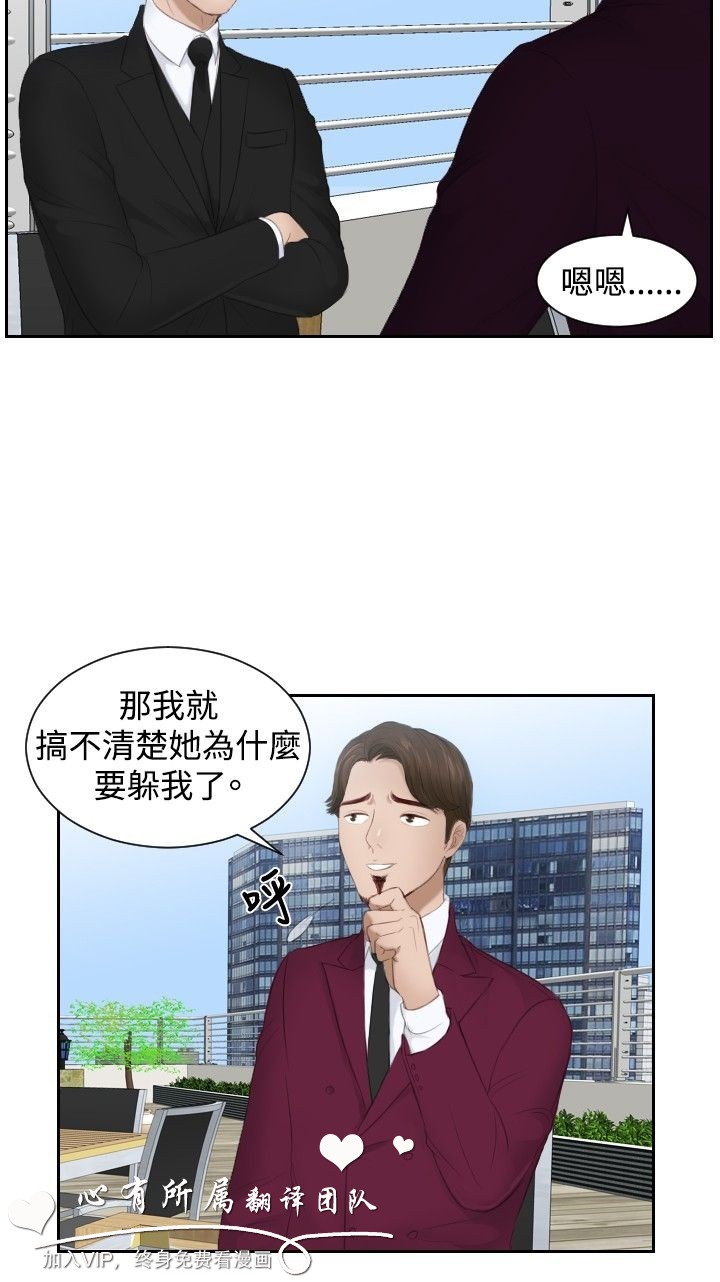 嗯嗯......
那我就
搞不清楚她為什麼
要躲我了。
呼
心有所属翻译团队
加入VIP，终身免费看漫画